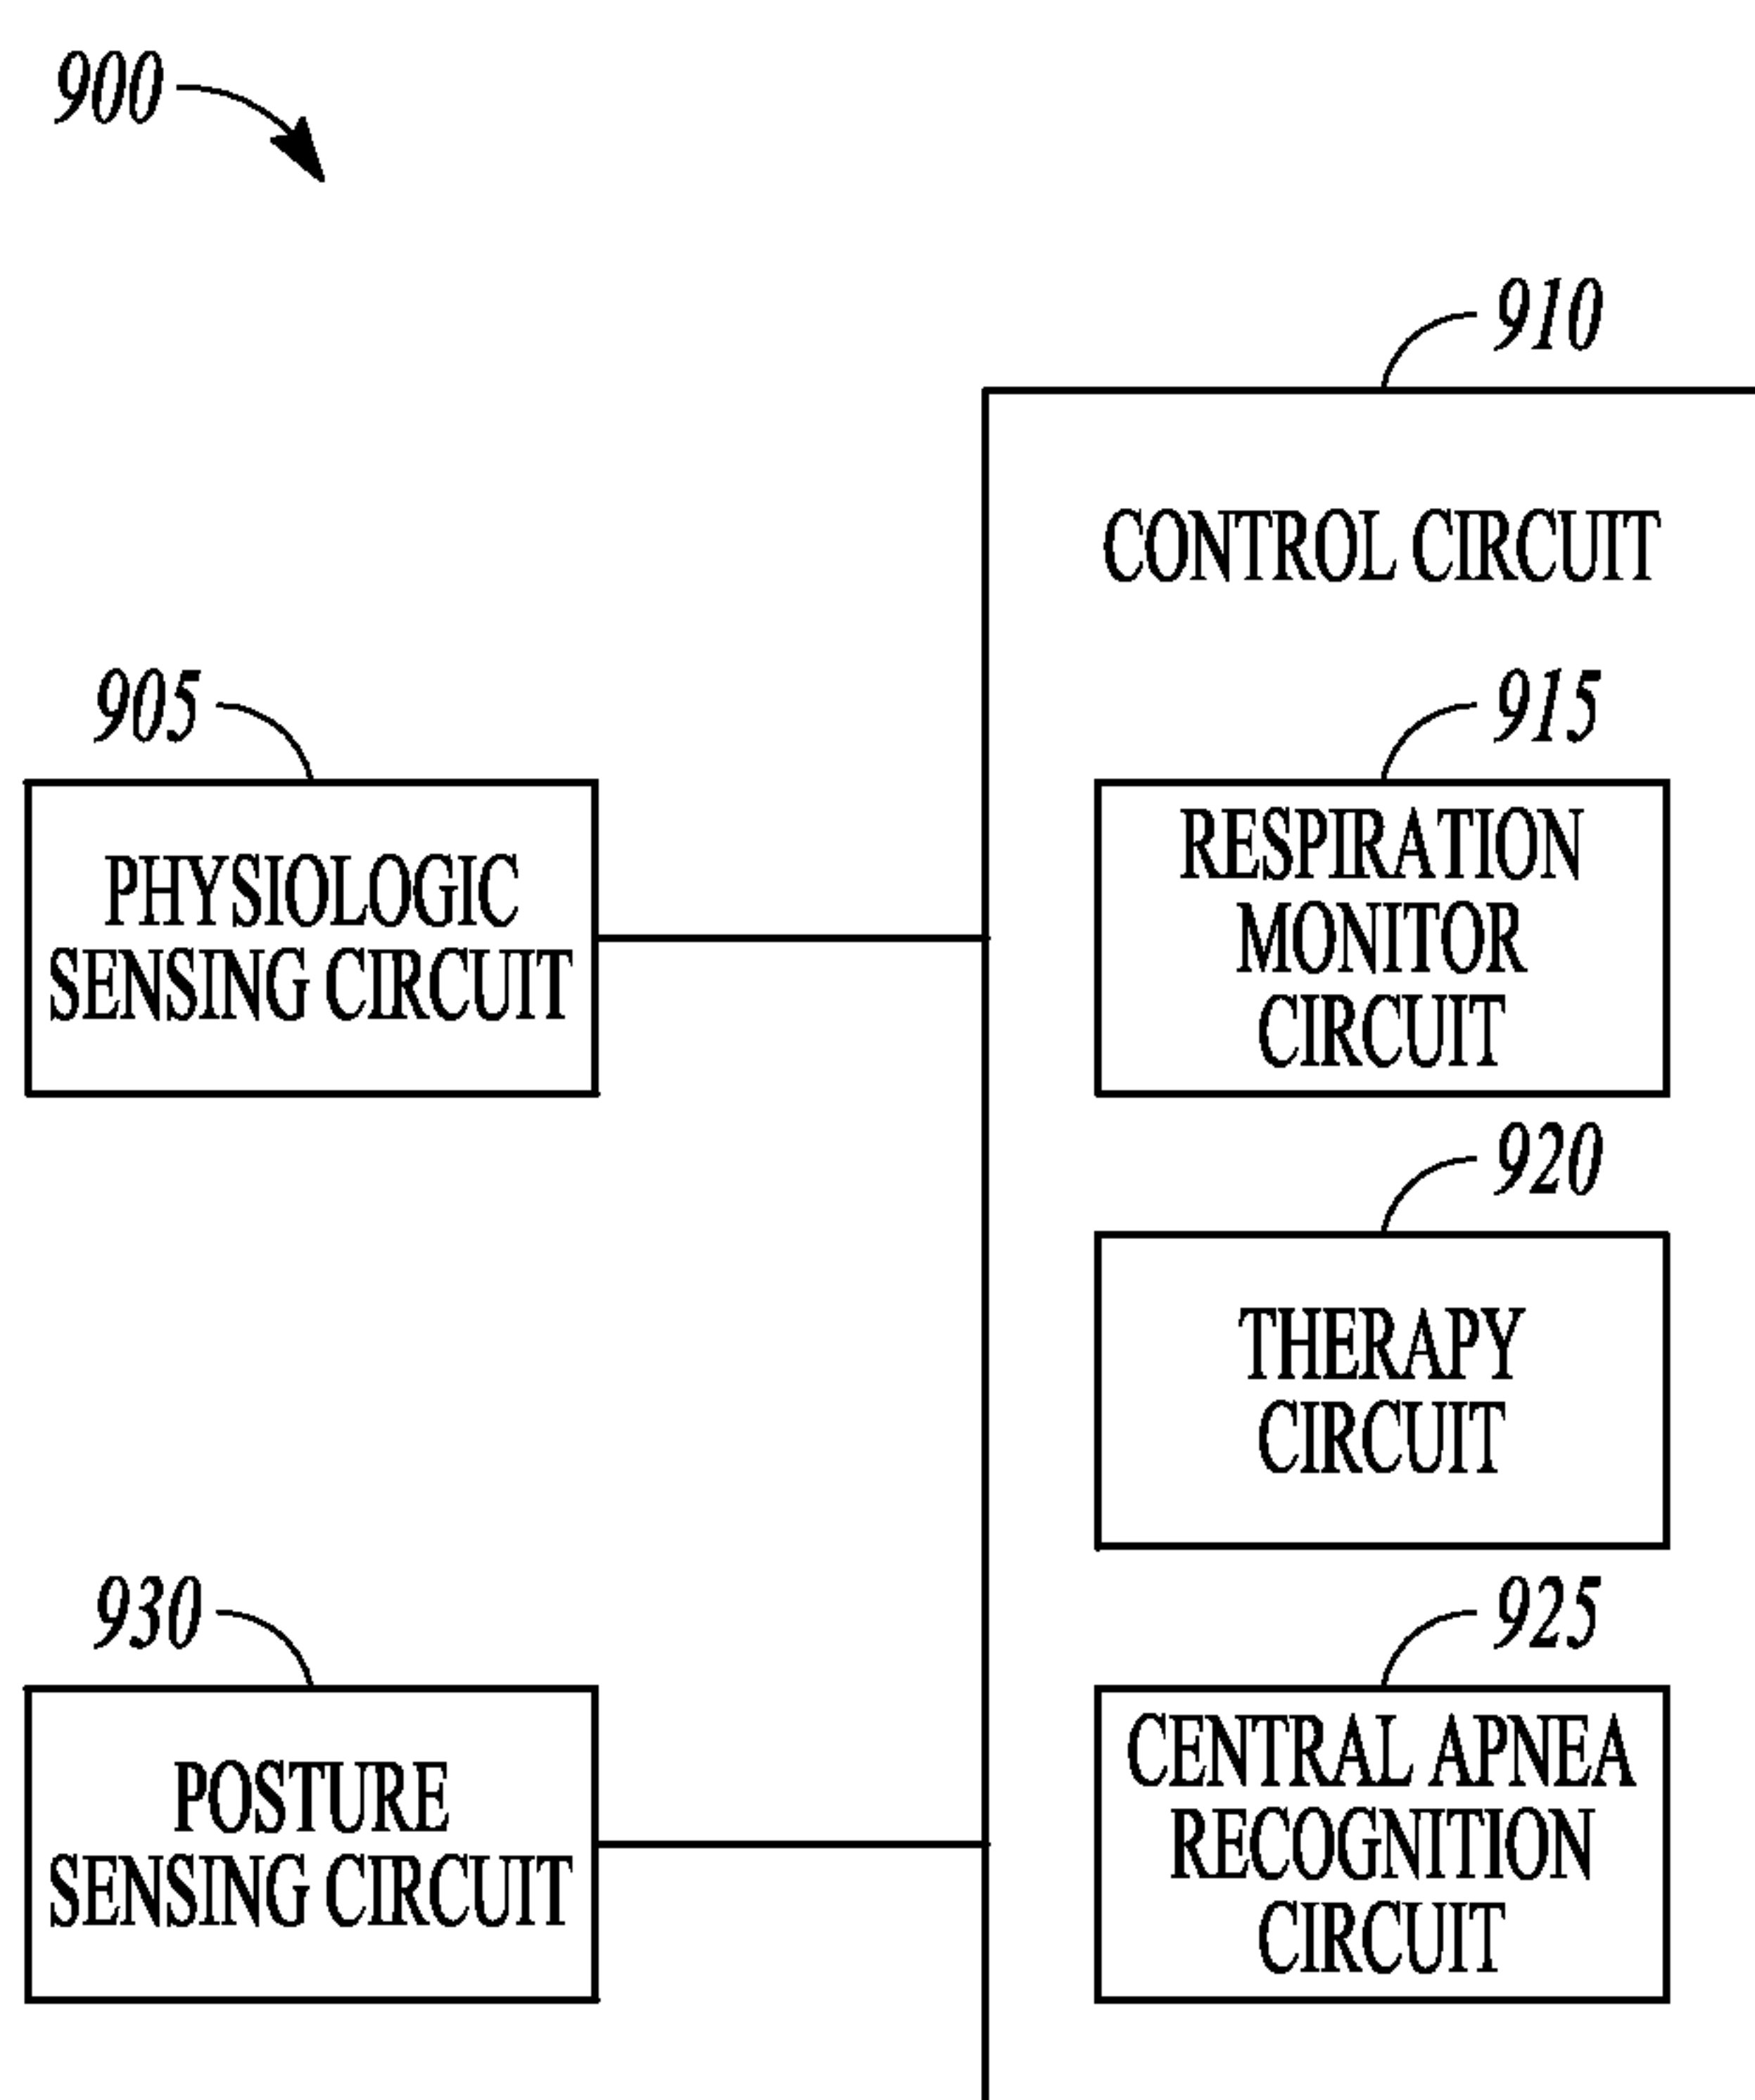 900
910
CONTROL CIRCUIT
905
PHYSIOLOGIC
SENSING CIRCUIT
915
RESPIRATION
MONITOR
CIRCUIT
920
THERAPY
CIRCUIT
930
POSTURE
SENSING CIRCUIT
925
CENTRAL APNEA
RECOGNITION
CIRCUIT